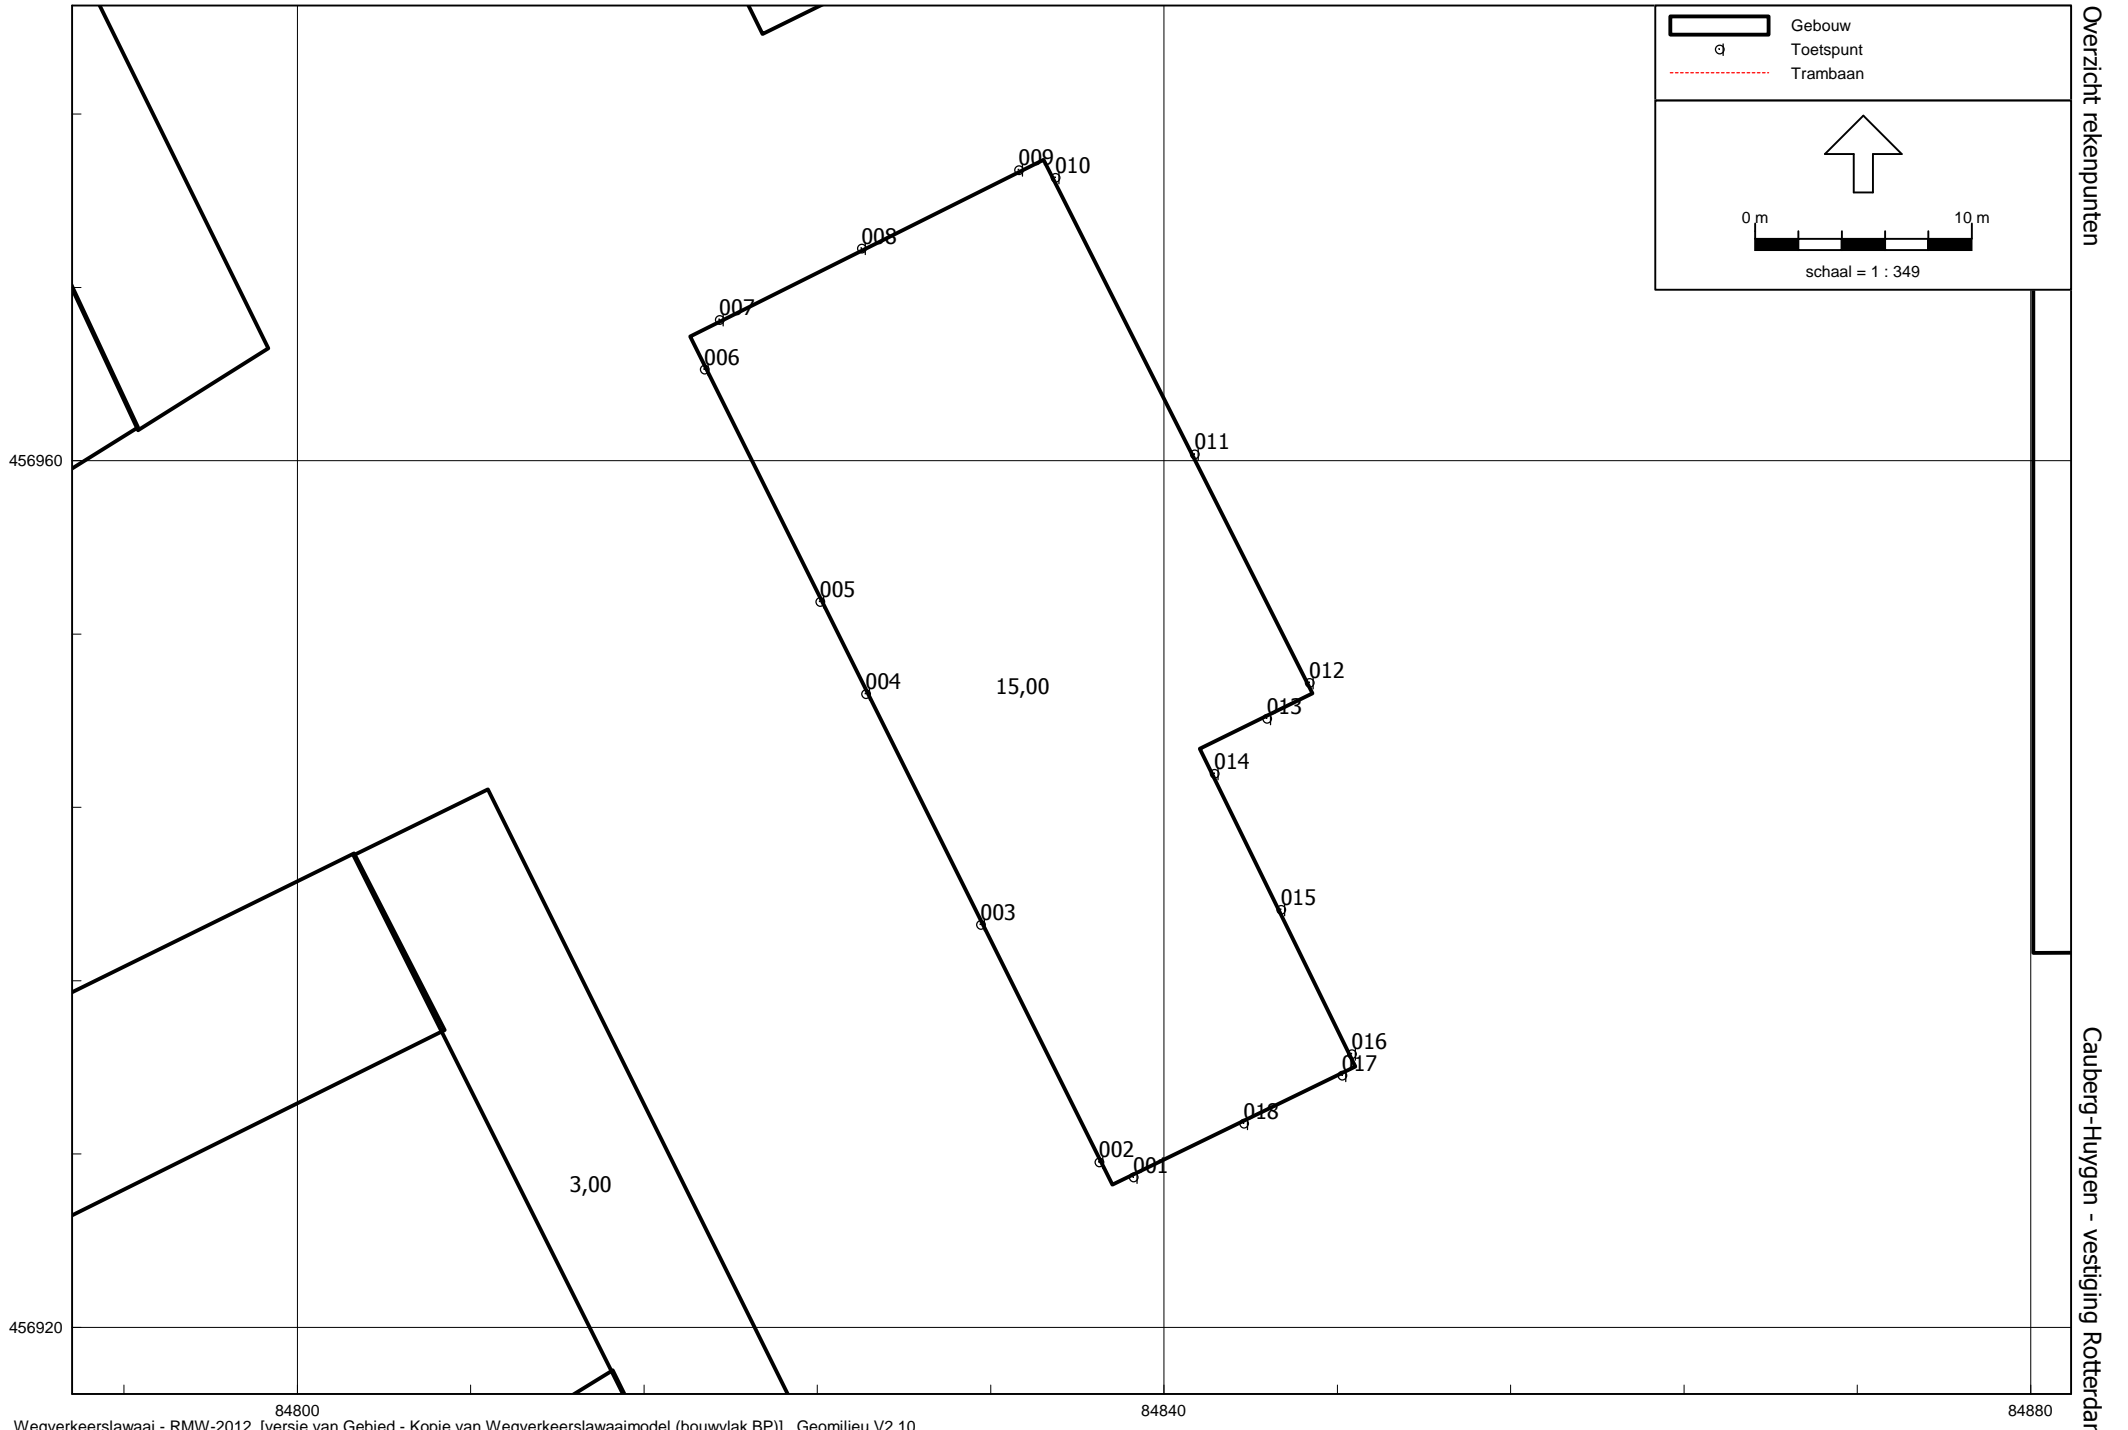 Overzicht rekenpunten
Gebouw
Toetspunt
Trambaan
0 m 10 m
schaal = 1 : 349
009
010
008
007
006
011
456960
005
012
004
15,00
013
014
015
003
016
017
018
002
001
3,00
456920
84800 84840 84880
Wegverkeerslawaai - RMW-2012, [versie van Gebied - Kopie van Wegverkeerslawaaimodel (bouwvlak BP)] , Geomilieu V2.10
Cauberg-Huygen - vestiging Rotterdam